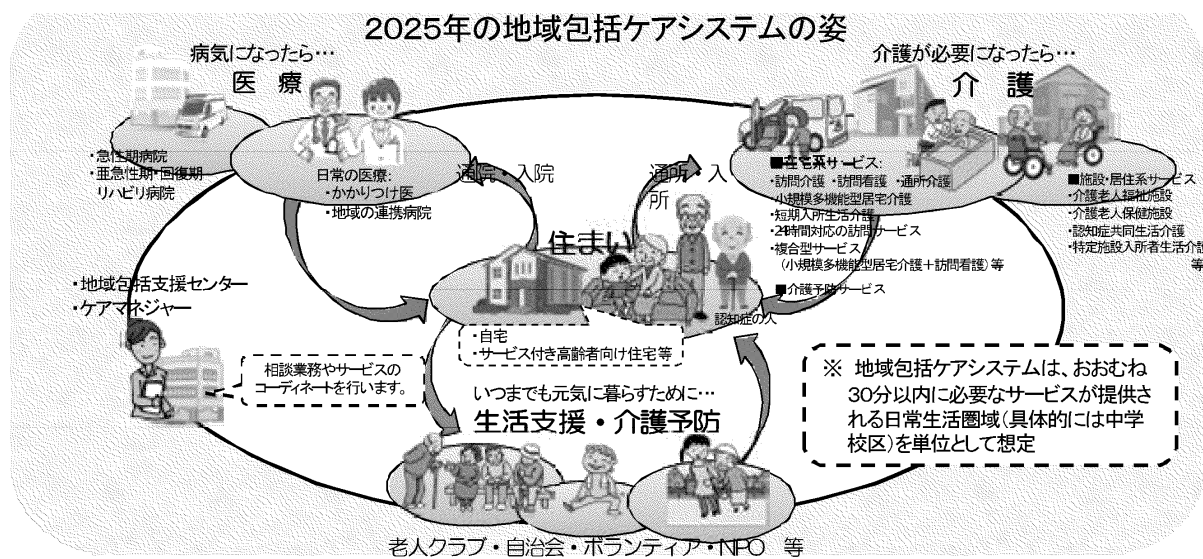 2025年の地域包括ケアシステムの姿
病気になったら…
医 療
介護が必要になったら…
介 護
・急性期病院
・亜急性期・回復期
リハビリ病院
日常の医療:
・かかりつけ医
・地域の連携病院
通院・入院
通所・入
所
■在宅系サービス:
・訪問介護 ・訪問看護 ・通所介護
・小規模多機能型居宅介護
・短期入所生活介護
・24時間対応の訪問サービス
・複合型サービス
(小規模多機能型居宅介護+訪問看護)等
■介護予防サービス
■施設・居住系サービス
・介護老人福祉施設
・介護老人保健施設
・認知症共同生活介護
・特定施設入所者生活介護
等
住まい
認知症の人
・自宅
・サービス付き高齢者向け住宅等
・地域包括支援センター
・ケアマネジャー
相談業務やサービスの
コーディネートを行います。
いつまでも元気に暮らすために…
生活支援・介護予防
老人クラブ・自治会・ボランティア・NPO 等
※ 地域包括ケアシステムは、おおむね
30分以内に必要なサービスが提供さ
れる日常生活圏域(具体的には中学
校区)を単位として想定